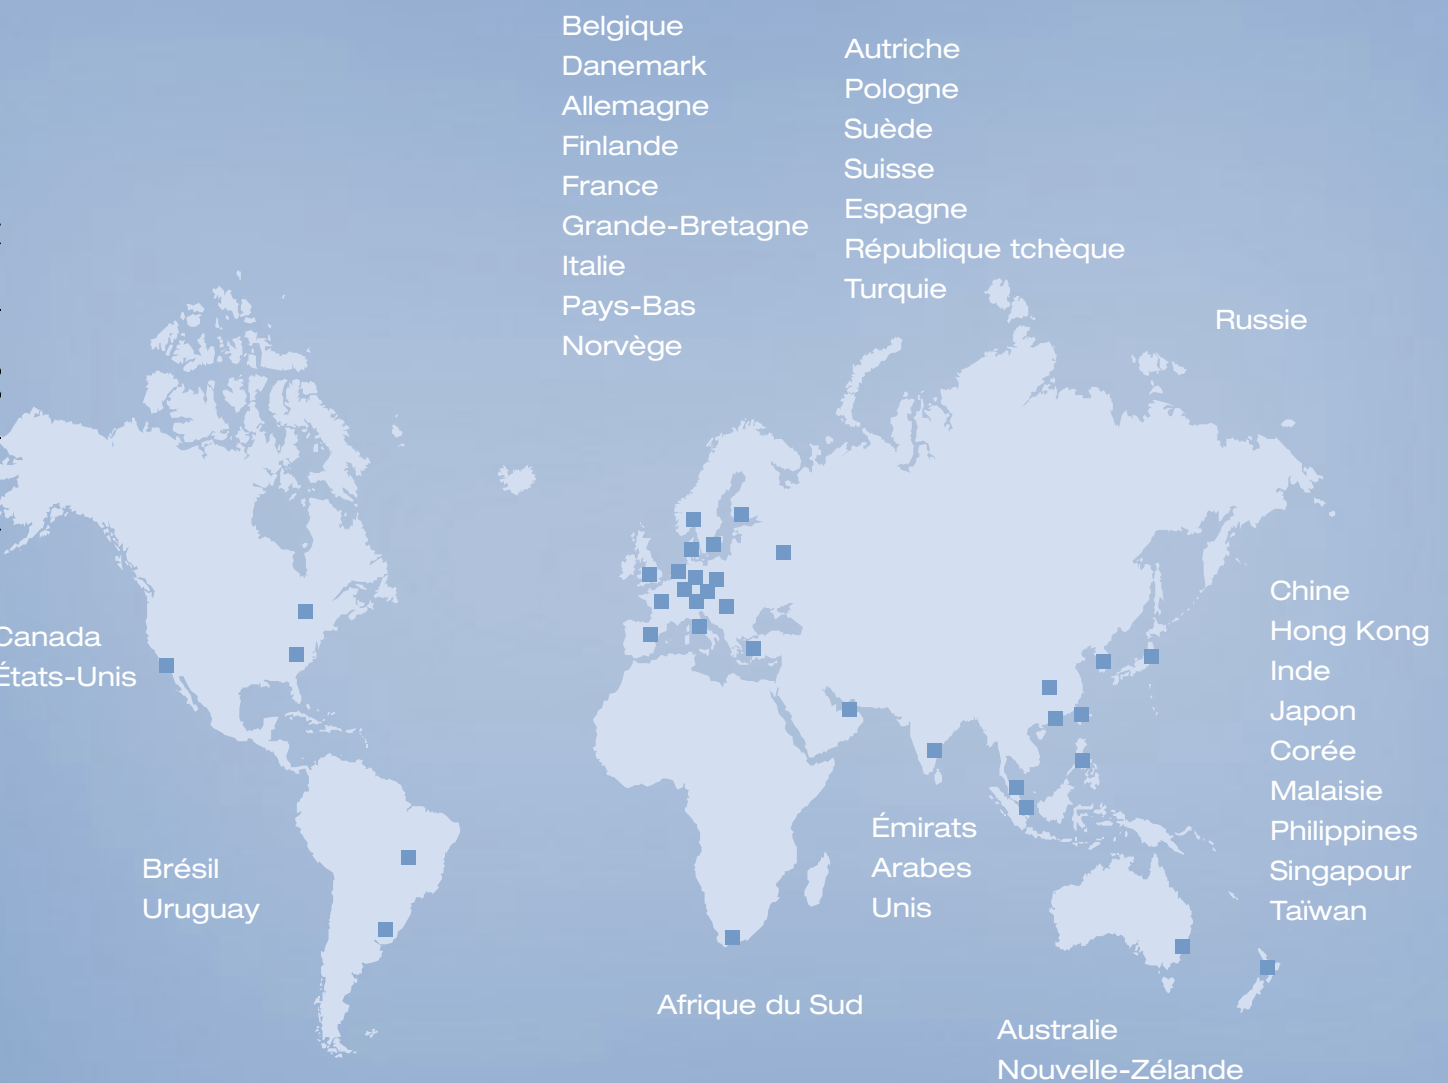 Belgique
Danemark
Allemagne
Finlande
France
Grande-Bretagne
Italie
Pays-Bas
Norvège
Autriche
Pologne
Suède
Suisse
Espagne
République tchèque
Turquie
Russie
Canada
États-Unis
Chine
Hong Kong
Inde
Japon
Corée
Malaisie
Philippines
Singapour
Taïwan
Brésil
Uruguay
Émirats
Arabes
Unis
Afrique du Sud
Australie
Nouvelle-Zélande